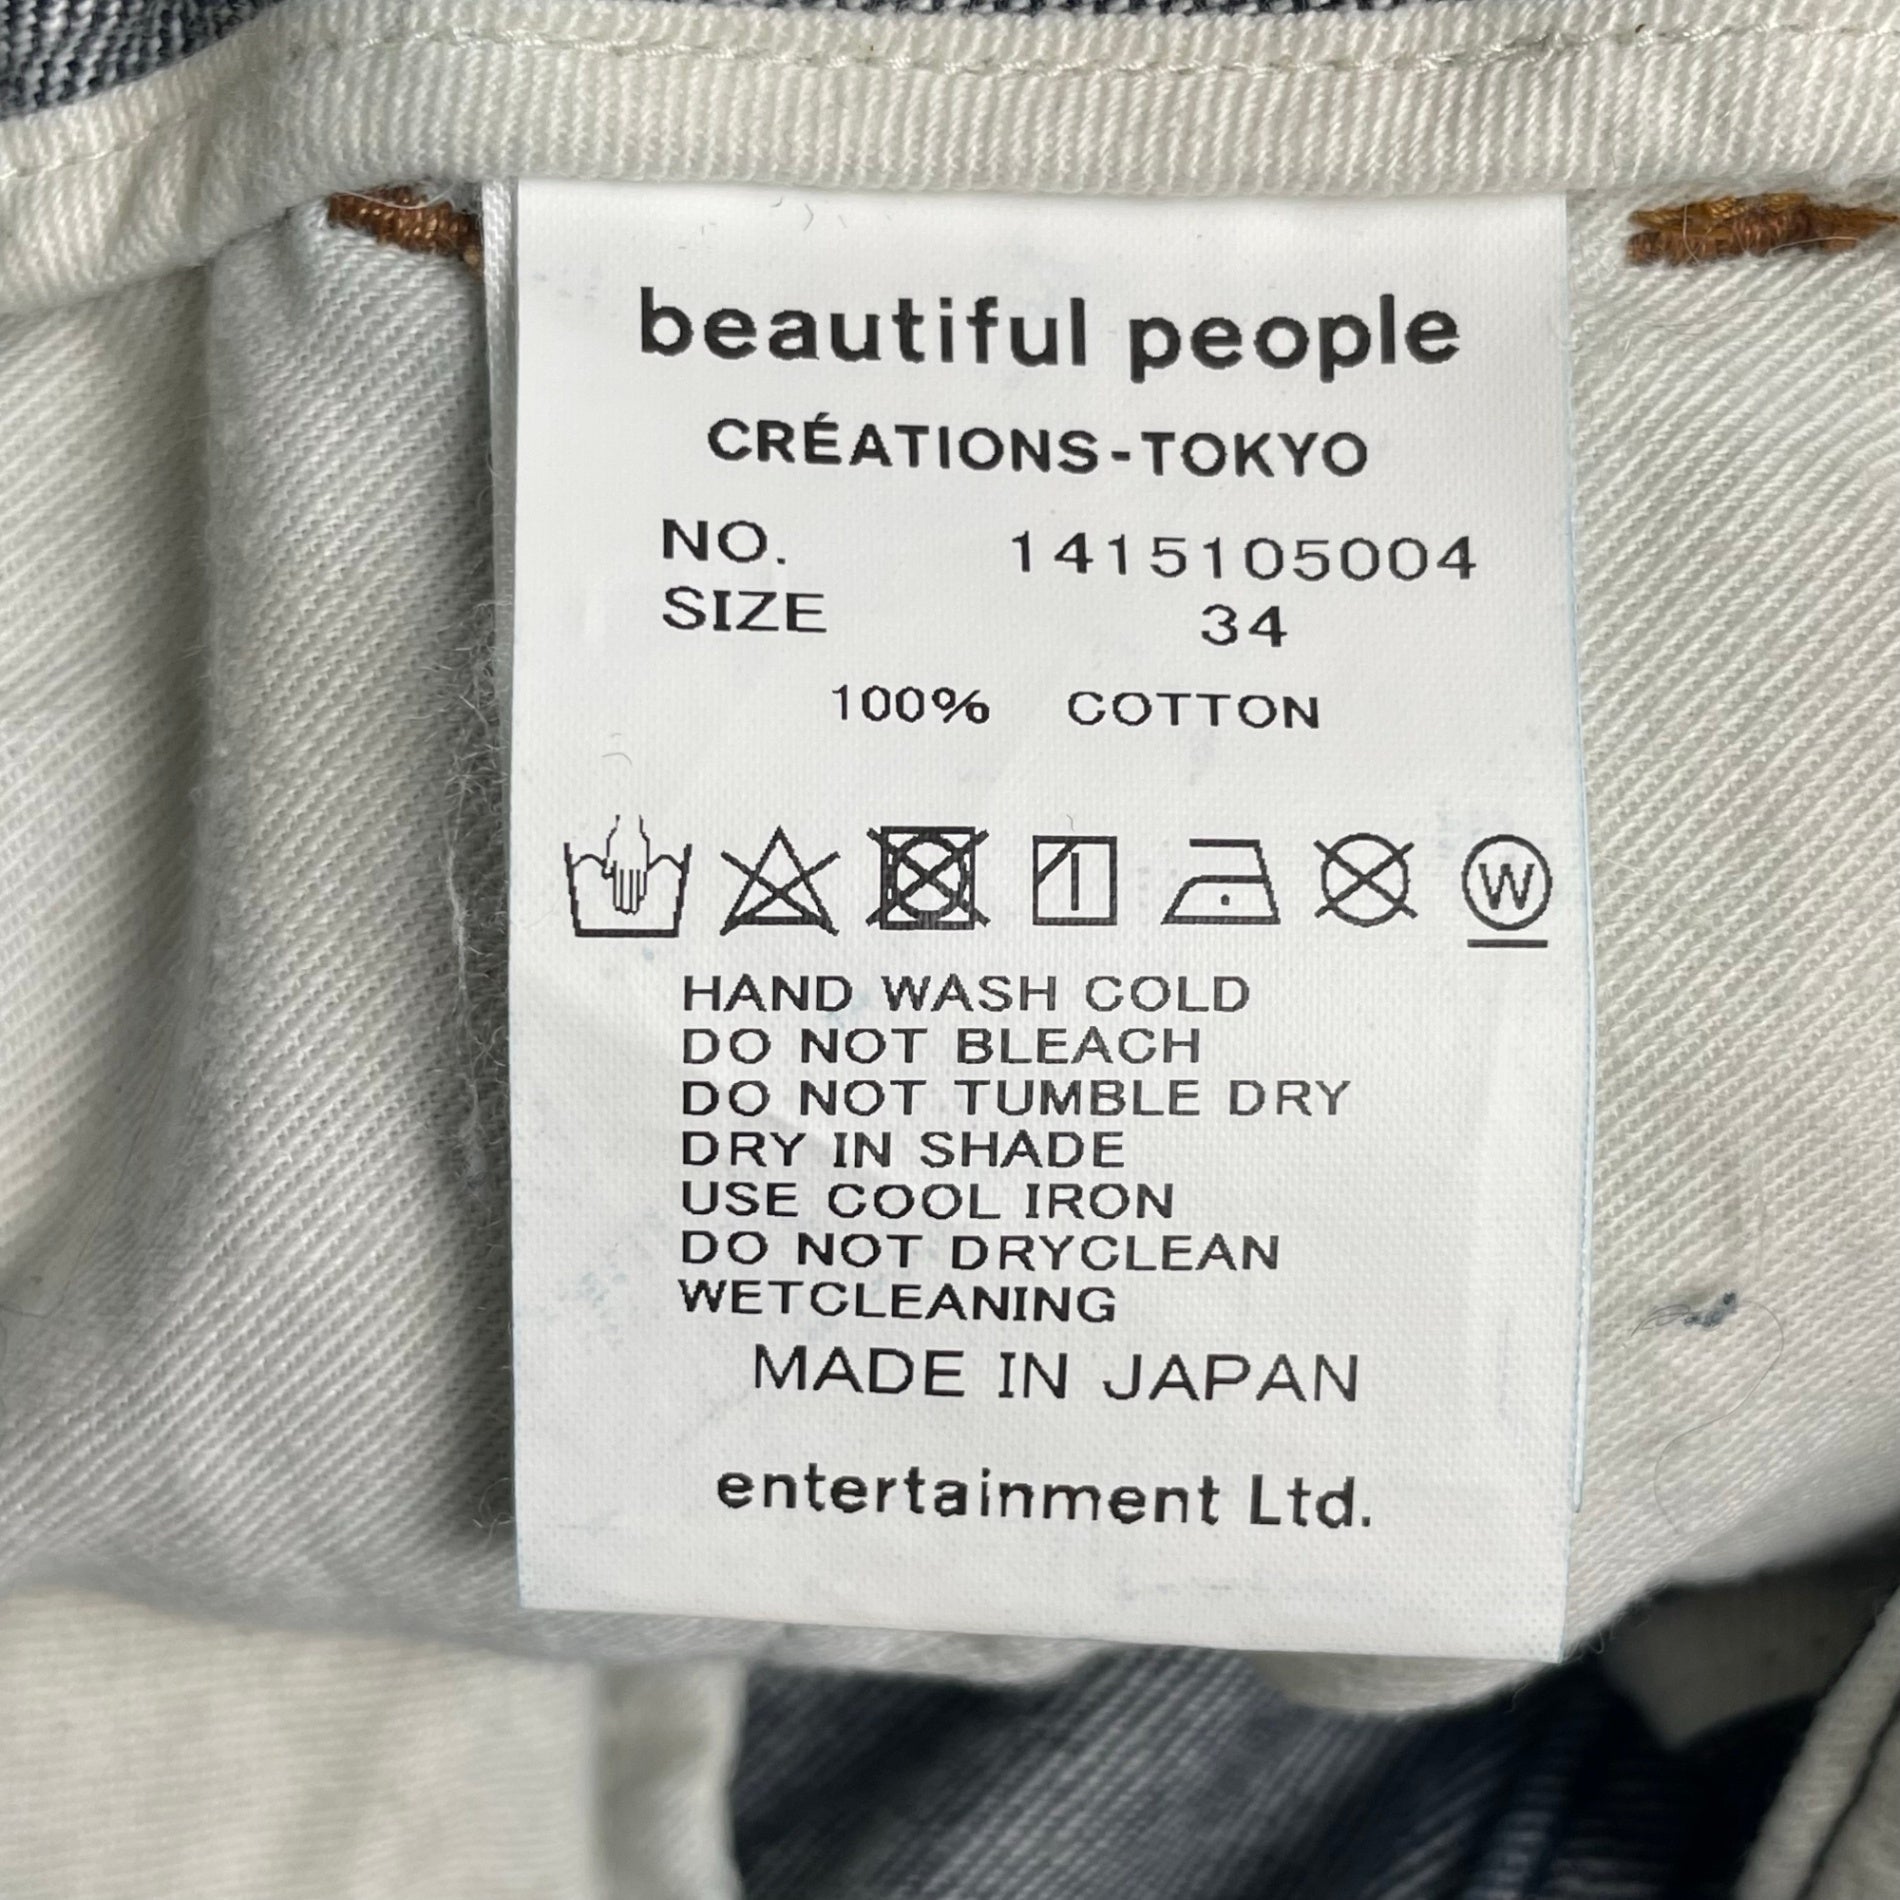 beautiful people
CRÉATIONS-TOKYO
NO. 1415105004
SIZE 34
100% COTTON
W
HAND WASH COLD
DO NOT BLEACH
DO NOT TUMBLE DRY
DRY IN SHADE
USE COOL IRON
DO NOT DRYCLEAN
WETCLEANING
MADE IN JAPAN
entertainment Ltd.